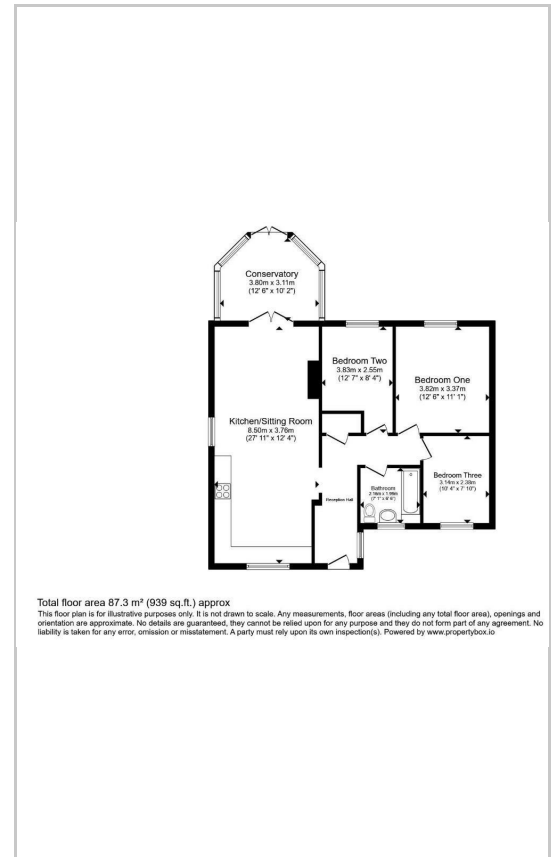 Conservatory
3.80m x 3.11m
(12' 6" x 10' 2")
Bedroom Two
3.83m x 2.55m
(12' 7" x 8' 4")
Bedroom One
3.82m x 3.37m
(12' 6" x 11' 1")
Kitchen/Sitting Room
8.50m x 3.76m
(27' 11" x 12' 4")
Bedroom Three
3.14m x 2.38m
(10' 4" x 7' 10")
Bathroom
(7' 1" x 6' 6")
Reception Hall
Total floor area 87.3 m² (939 sq.ft.) approx
This floor plan is for illustrative purposes only. It is not drawn to scale. Any measurements, floor areas (including any total floor area), openings and
orientation are approximate. No details are guaranteed, they cannot be relied upon for any purpose and they do not form part of any agreement. No
liability is taken for any error, omission or misstatement. A party must rely upon its own inspection(s). Powered by www.propertybox.io